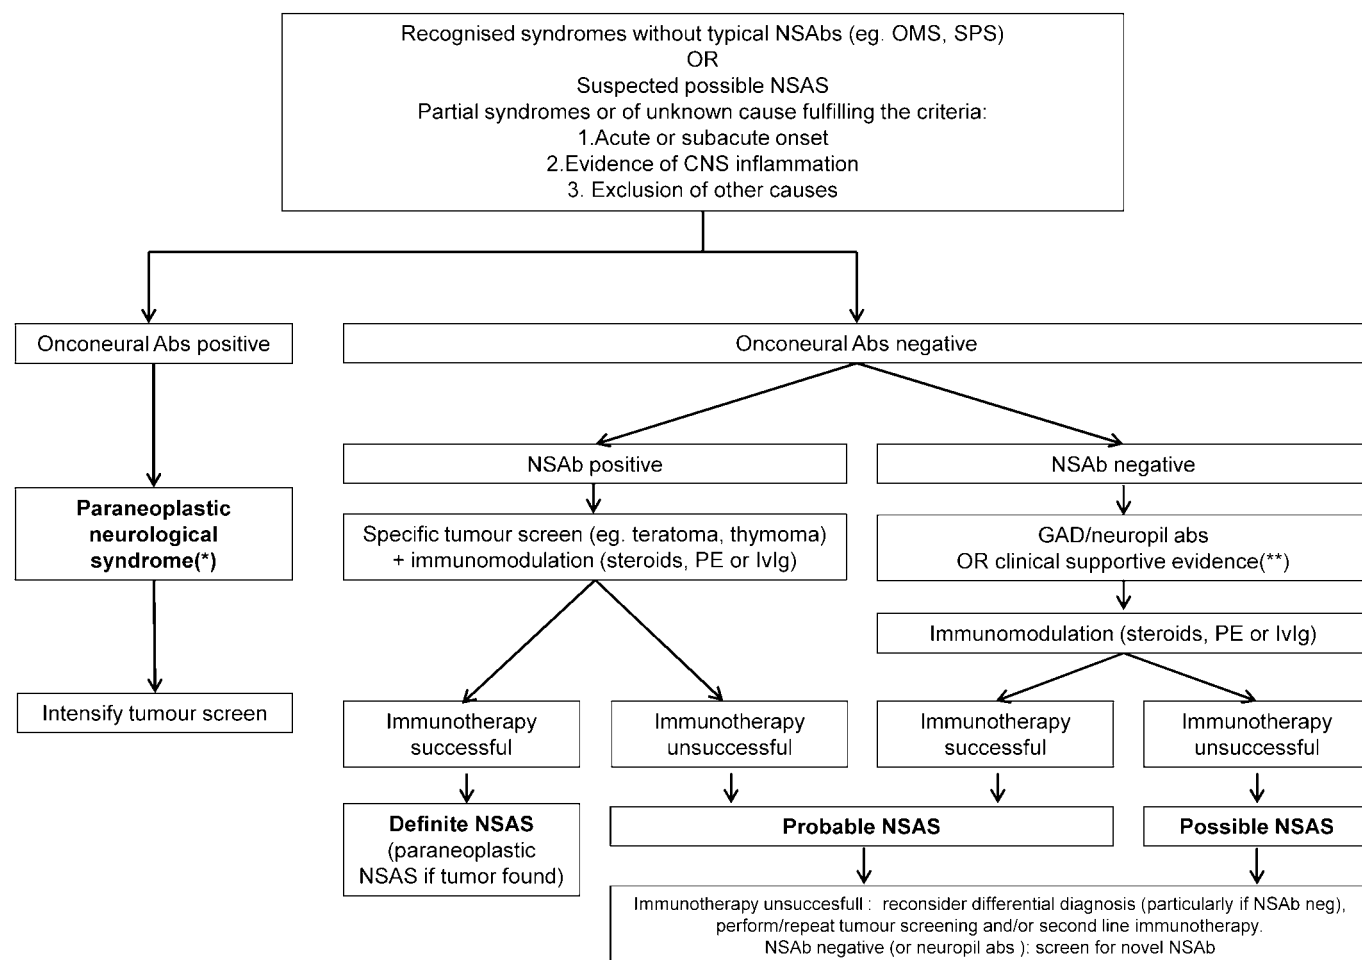 Recognised syndromes without typical NSAbs (eg. OMS, SPS)
OR
Suspected possible NSAS
Partial syndromes or of unknown cause fulfilling the criteria:
1.Acute or subacute onset
2.Evidence of CNS inflammation
3. Exclusion of other causes
Onconeural Abs positive
Onconeural Abs negative
NSAb positive
NSAb negative
Paraneoplastic
neurological
syndrome(*)
Specific tumour screen (eg. teratoma, thymoma)
+ immunomodulation (steroids, PE or IvIg)
GAD/neuropil abs
OR clinical supportive evidence(**)
Immunomodulation (steroids, PE or IvIg)
Intensify tumour screen
Immunotherapy
successful
Immunotherapy
unsuccessful
Immunotherapy
successful
Immunotherapy
unsuccessful
Definite NSAS
(paraneoplastic
NSAS if tumor found)
Probable NSAS
Possible NSAS
Immunotherapy unsuccesfull : reconsider differential diagnosis (particularly if NSAb neg),
perform/repeat tumour screening and/or second line immunotherapy.
NSAb negative (or neuropil abs ): screen for novel NSAb